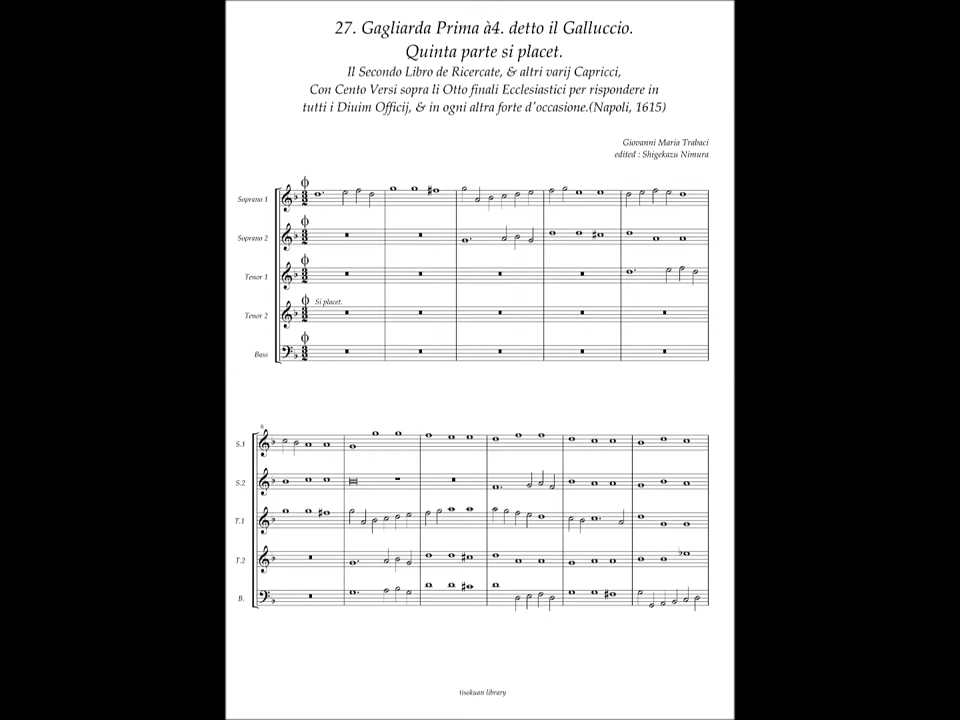 27. Gagliarda Prima à4. detto il Galluccio.
Quinta parte si placet.
Il Secondo Libro de Ricercate, & altri varij Capricci,
Con Cento Versi sopra li Otto finali Ecclesiastici per rispondere in
tutti i Diuim Officij, & in ogni altra forte d'occasione.(Napoli, 1615)
Giovanni Maria Trabaci
edited : Shigekazu Nimura
Soprano 1
Soprano 2
Tenor 1
Si placet.
Tenor 2
Bass
6
S.1
S.2
T.1
T.2
B.
tisokuan library